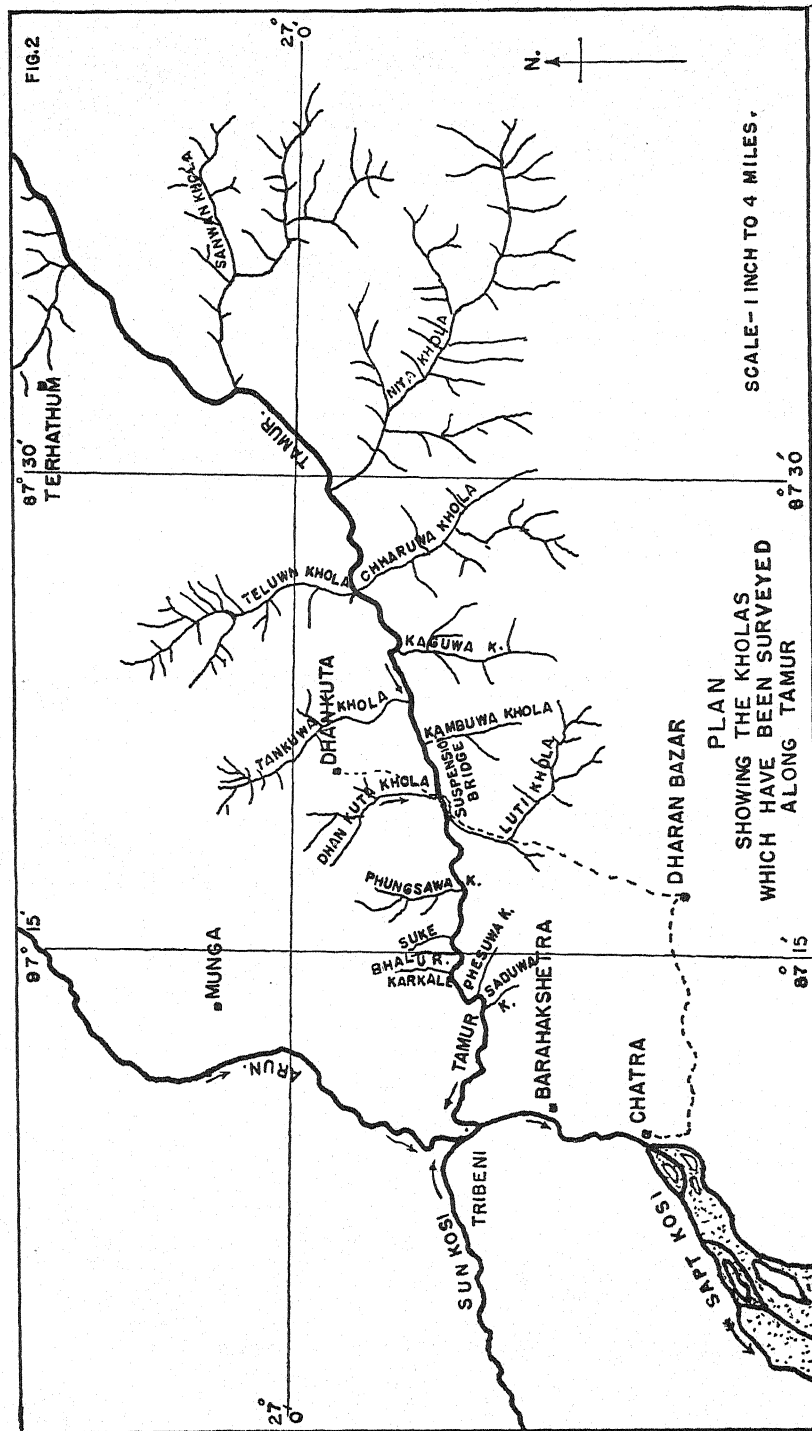 FIG.2
97° 15'
87° 30'
TERHATHUM
27° 0'
27° 0'
N.
MUNGA
ARUN.
SUN KOSI
TRIBENI
TAMUR
TAMUR.
SANWAN KHOLA
NIYA KHOLA
TELUWA KHOLA
CHHARUWA KHOLA
KAGUWA K.
TANKUWA KHOLA
DHANKUTA
KAMBUWA KHOLA
DHAN KUTA KHOLA
SUSPENSION
BRIDGE
LUTI KHOLA
PHUNGSAWA K.
SUKE
BHALU R.
KARKALE
PHESUWA K.
SADUWA
K.
BARAHAKSHETRA
CHATRA
SAPT KOSI
DHARAN BAZAR
87° 15'
87° 30'
PLAN
SHOWING THE KHOLAS
WHICH HAVE BEEN SURVEYED
ALONG TAMUR
SCALE-1 INCH TO 4 MILES.